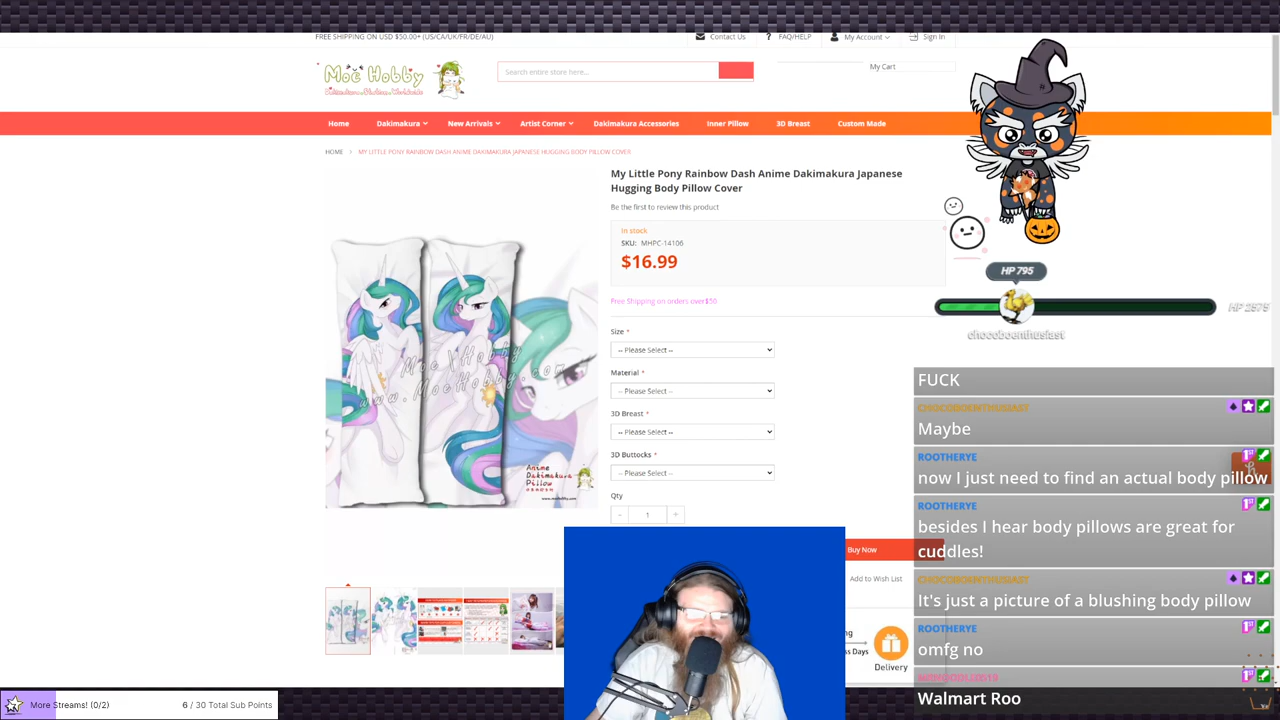 FREE SHIPPING ON USD $50.00+ (US/CA/UK/FR/DE/AU)
Contact Us
? FAQ/HELP
My Account
Sign In
Moe Hobby
Search entire store here...
My Cart
Home
Dakimakura
New Arrivals
Artist Corner
Dakimakura Accessories
Inner Pillow
3D Breast
Custom Made
HOME > MY LITTLE PONY RAINBOW DASH ANIME DAKIMAKURA JAPANESE HUGGING BODY PILLOW COVER
My Little Pony Rainbow Dash Anime Dakimakura Japanese
Hugging Body Pillow Cover
Be the first to review this product
In stock
SKU: MHPC-14106
$16.99
Free Shipping on orders over$50
Size *
-- Please Select --
Material *
-- Please Select --
3D Breast *
-- Please Select --
3D Buttocks *
-- Please Select --
Qty
- 1 +
Buy Now
Add to Wish List
Delivery
Moe Hobby
www.MoeHobby.com
Anime
Dakimakura
Pillow
www.moehobby.com
HP 795
HP 2575
chocoboenthusiast
FUCK
CHOCOBOENTHUSIAST
Maybe
ROOTHERYE
now I just need to find an actual body pillow
ROOTHERYE
besides I hear body pillows are great for
cuddles!
CHOCOBOENTHUSIAST
It's just a picture of a blushing body pillow
ROOTHERYE
omfg no
Walmart Roo
More Streams! (0/2)
6 / 30 Total Sub Points